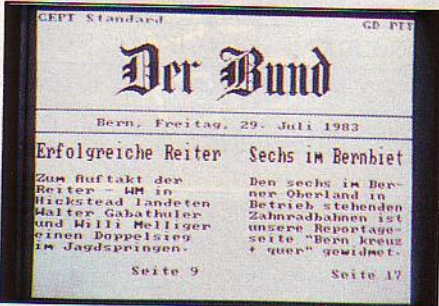 CEPT Standard
GD PTT
Der Bund
Bern, Freitag, 29. Juli 1983
Erfolgreiche Reiter
Zum Auftakt der
Reiter - WM in
Hickstead landeten
Walter Gabathuler
und Willi Melliger
einen Doppelsieg
im Jagdspringen.
Seite 9
Sechs im Bernbiet
Den sechs im Ber-
ner Oberland in
Betrieb stehenden
Zahnradbahnen ist
unsere Reportage-
seite "Bern kreuz
+ quer" gewidmet.
Seite 17